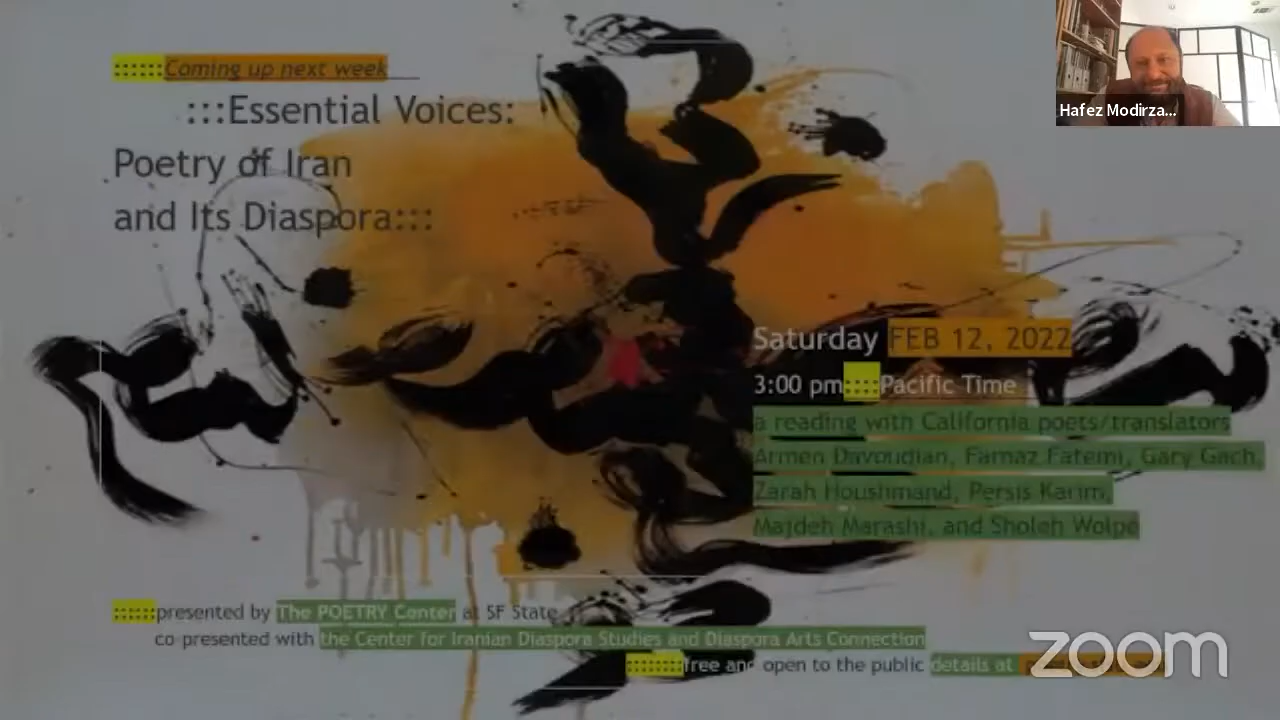 :::::::Coming up next week
:::Essential Voices:
Poetry of Iran
and Its Diaspora:::
Hafez Modirza...
Saturday FEB 12, 2022
3:00 pm:::::Pacific Time
a reading with California poets/translators
Armen Davoudian, Farnaz Fatemi, Gary Gach,
Zarah Houshmand, Persis Karim,
Majdeh Marashi, and Sholeh Wolpé
::::::presented by The POETRY Center at SF State
co-presented with the Center for Iranian Diaspora Studies and Diaspora Arts Connection
::::::::free and open to the public details at
zoom